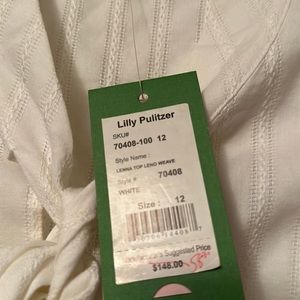 Lilly Pulitzer
SKU#
70408-100 12
Style Name :
LENNA TOP LENO WEAVE
Style # 70408
WHITE
Size : 12
Suggested Price
$148.00